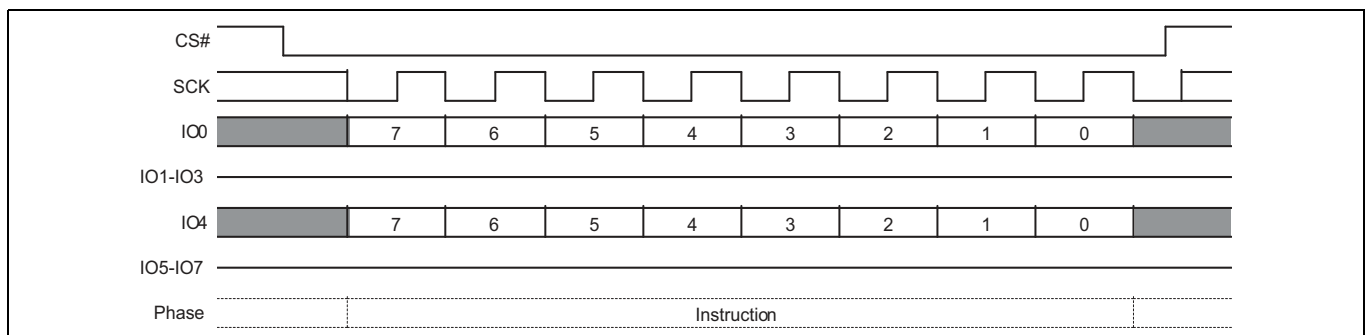 CS#
SCK
IO0 7 6 5 4 3 2 1 0
IO1-IO3
IO4 7 6 5 4 3 2 1 0
IO5-IO7
Phase Instruction